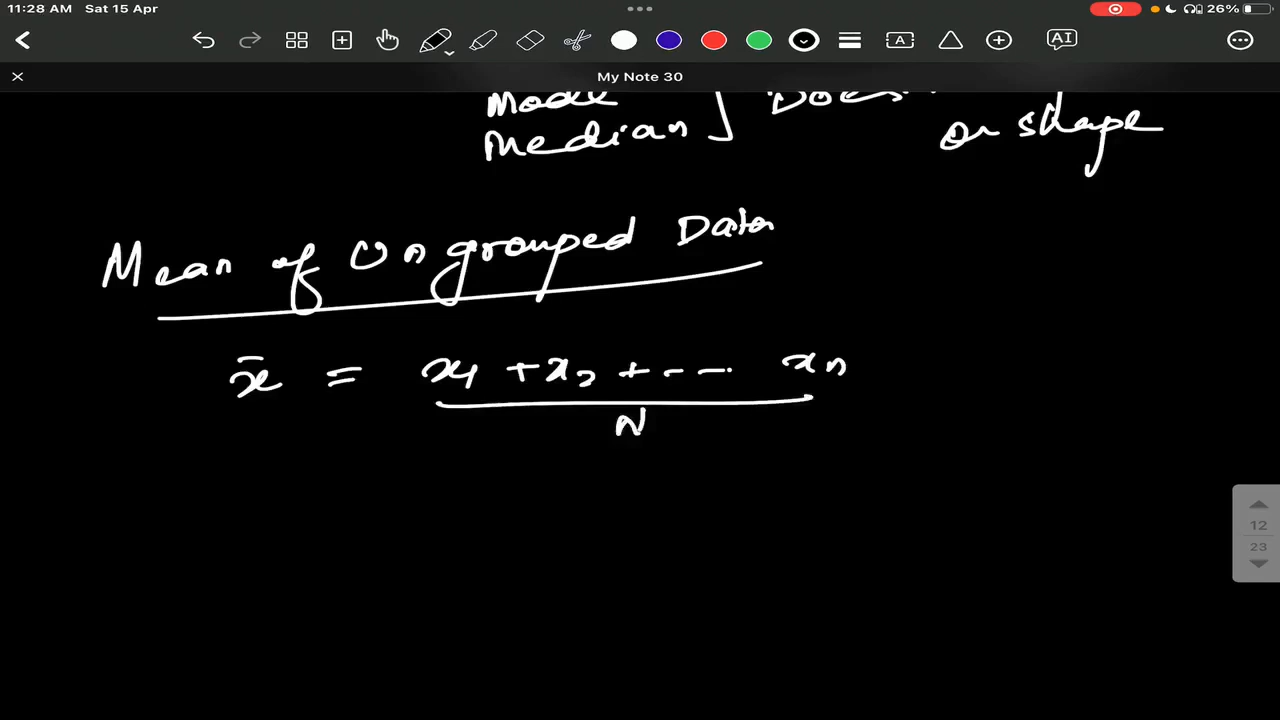 11:28 AM Sat 15 Apr
26%
A
AI
My Note 30
Mode
Median ]
or shape
Mean of Ungrouped Data
x̄ = x1 + x2 + -- -- xn
N
12
23